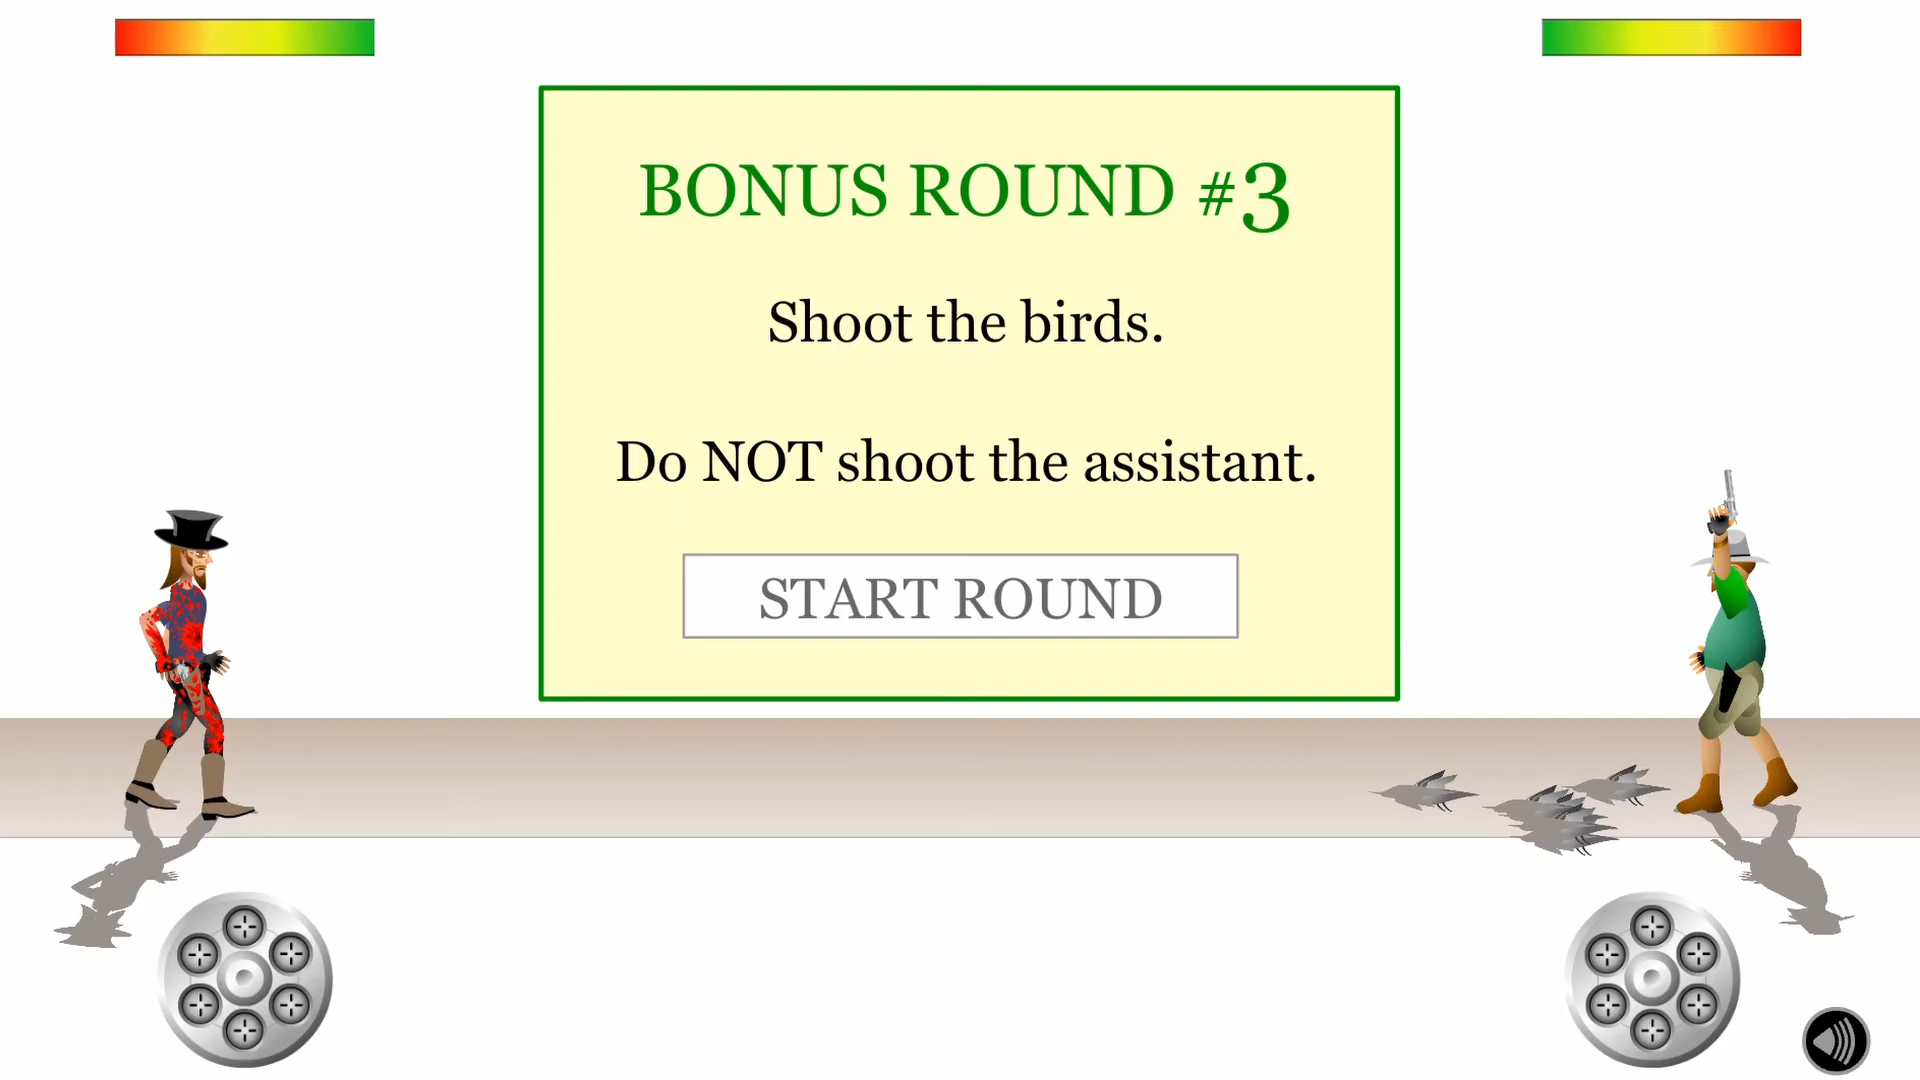 BONUS ROUND #3
Shoot the birds.
Do NOT shoot the assistant.
START ROUND